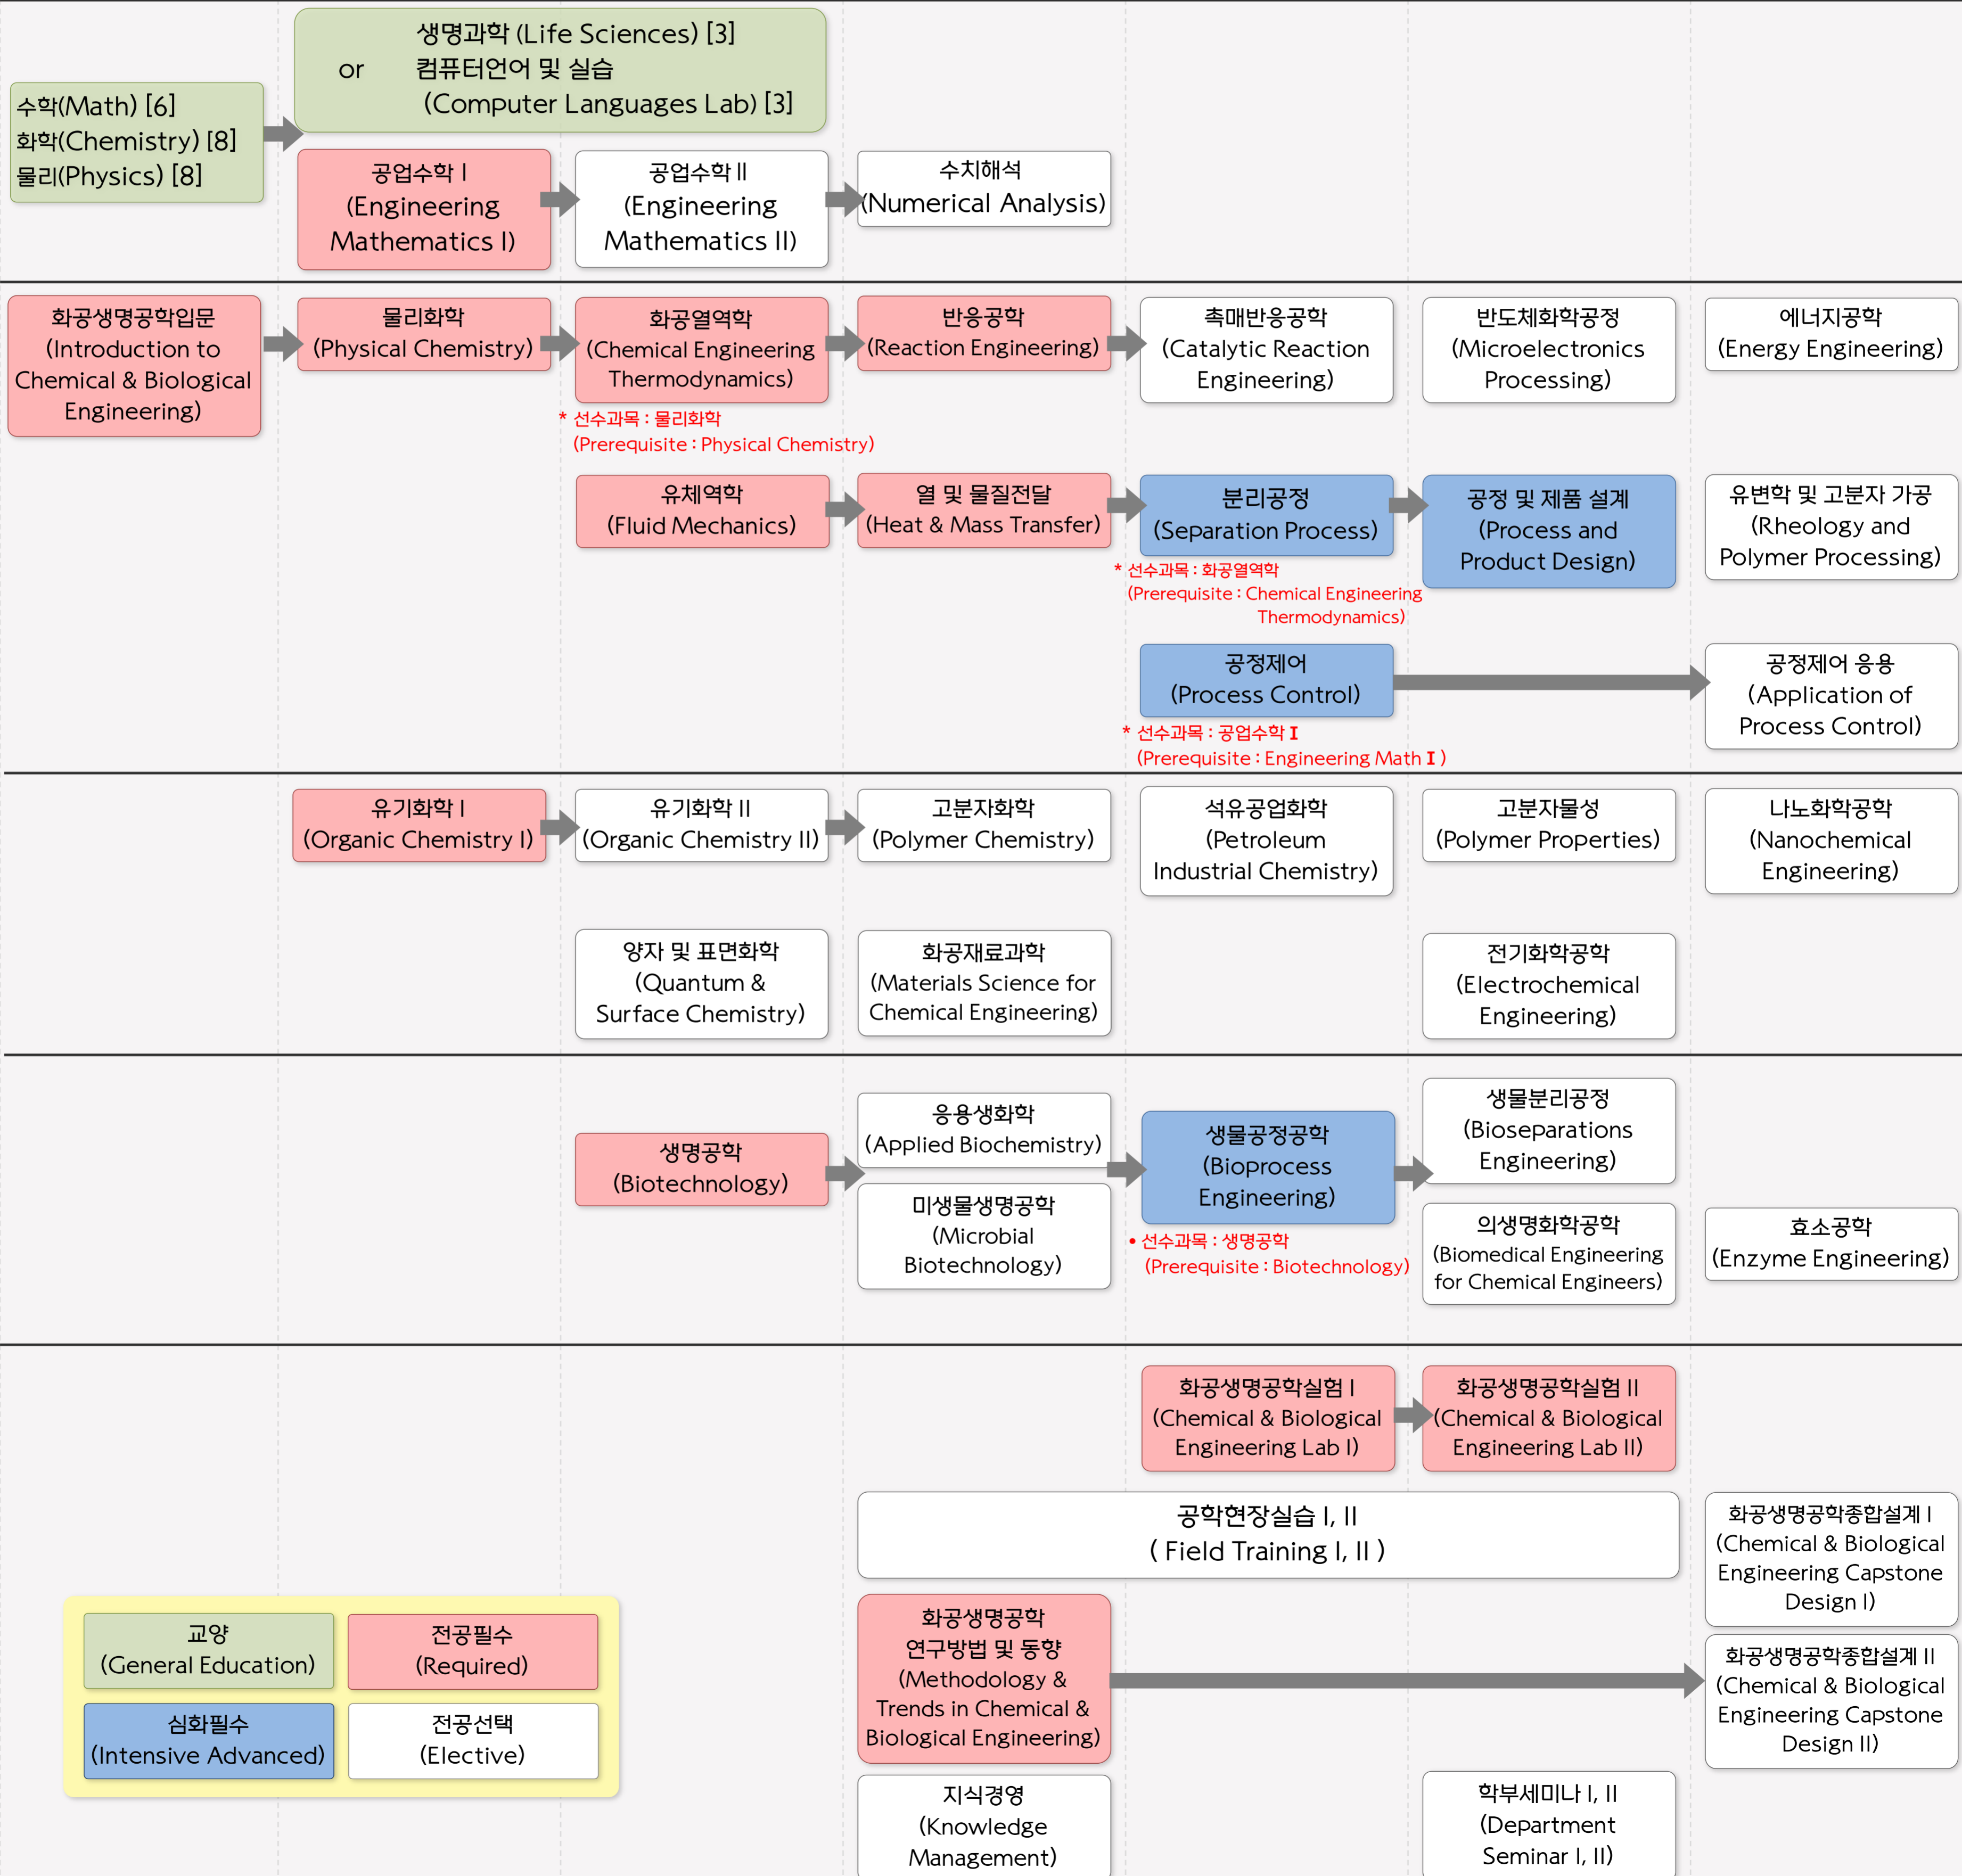 생명과학 (Life Sciences) [3]
or 컴퓨터언어 및 실습
(Computer Languages Lab) [3]
수학(Math) [6]
화학(Chemistry) [8]
물리(Physics) [8]
공업수학 I
(Engineering
Mathematics I)
공업수학 II
(Engineering
Mathematics II)
수치해석
(Numerical Analysis)
화공생명공학입문
(Introduction to
Chemical & Biological
Engineering)
물리화학
(Physical Chemistry)
화공열역학
(Chemical Engineering
Thermodynamics)
* 선수과목 : 물리화학
(Prerequisite : Physical Chemistry)
반응공학
(Reaction Engineering)
촉매반응공학
(Catalytic Reaction
Engineering)
반도체화학공정
(Microelectronics
Processing)
에너지공학
(Energy Engineering)
유체역학
(Fluid Mechanics)
열 및 물질전달
(Heat & Mass Transfer)
분리공정
(Separation Process)
* 선수과목 : 화공열역학
(Prerequisite : Chemical Engineering
Thermodynamics)
공정 및 제품 설계
(Process and
Product Design)
유변학 및 고분자 가공
(Rheology and
Polymer Processing)
공정제어
(Process Control)
* 선수과목 : 공업수학 I
(Prerequisite : Engineering Math I )
공정제어 응용
(Application of
Process Control)
유기화학 I
(Organic Chemistry I)
유기화학 II
(Organic Chemistry II)
고분자화학
(Polymer Chemistry)
석유공업화학
(Petroleum
Industrial Chemistry)
고분자물성
(Polymer Properties)
나노화학공학
(Nanochemical
Engineering)
양자 및 표면화학
(Quantum &
Surface Chemistry)
화공재료과학
(Materials Science for
Chemical Engineering)
전기화학공학
(Electrochemical
Engineering)
생명공학
(Biotechnology)
응용생화학
(Applied Biochemistry)
미생물생명공학
(Microbial
Biotechnology)
생물공정공학
(Bioprocess
Engineering)
• 선수과목 : 생명공학
(Prerequisite : Biotechnology)
생물분리공정
(Bioseparations
Engineering)
의생명화학공학
(Biomedical Engineering
for Chemical Engineers)
효소공학
(Enzyme Engineering)
화공생명공학실험 I
(Chemical & Biological
Engineering Lab I)
화공생명공학실험 II
(Chemical & Biological
Engineering Lab II)
공학현장실습 I, II
( Field Training I, II )
화공생명공학종합설계 I
(Chemical & Biological
Engineering Capstone
Design I)
화공생명공학
연구방법 및 동향
(Methodology &
Trends in Chemical &
Biological Engineering)
화공생명공학종합설계 II
(Chemical & Biological
Engineering Capstone
Design II)
지식경영
(Knowledge
Management)
학부세미나 I, II
(Department
Seminar I, II)
교양
(General Education)
전공필수
(Required)
심화필수
(Intensive Advanced)
전공선택
(Elective)